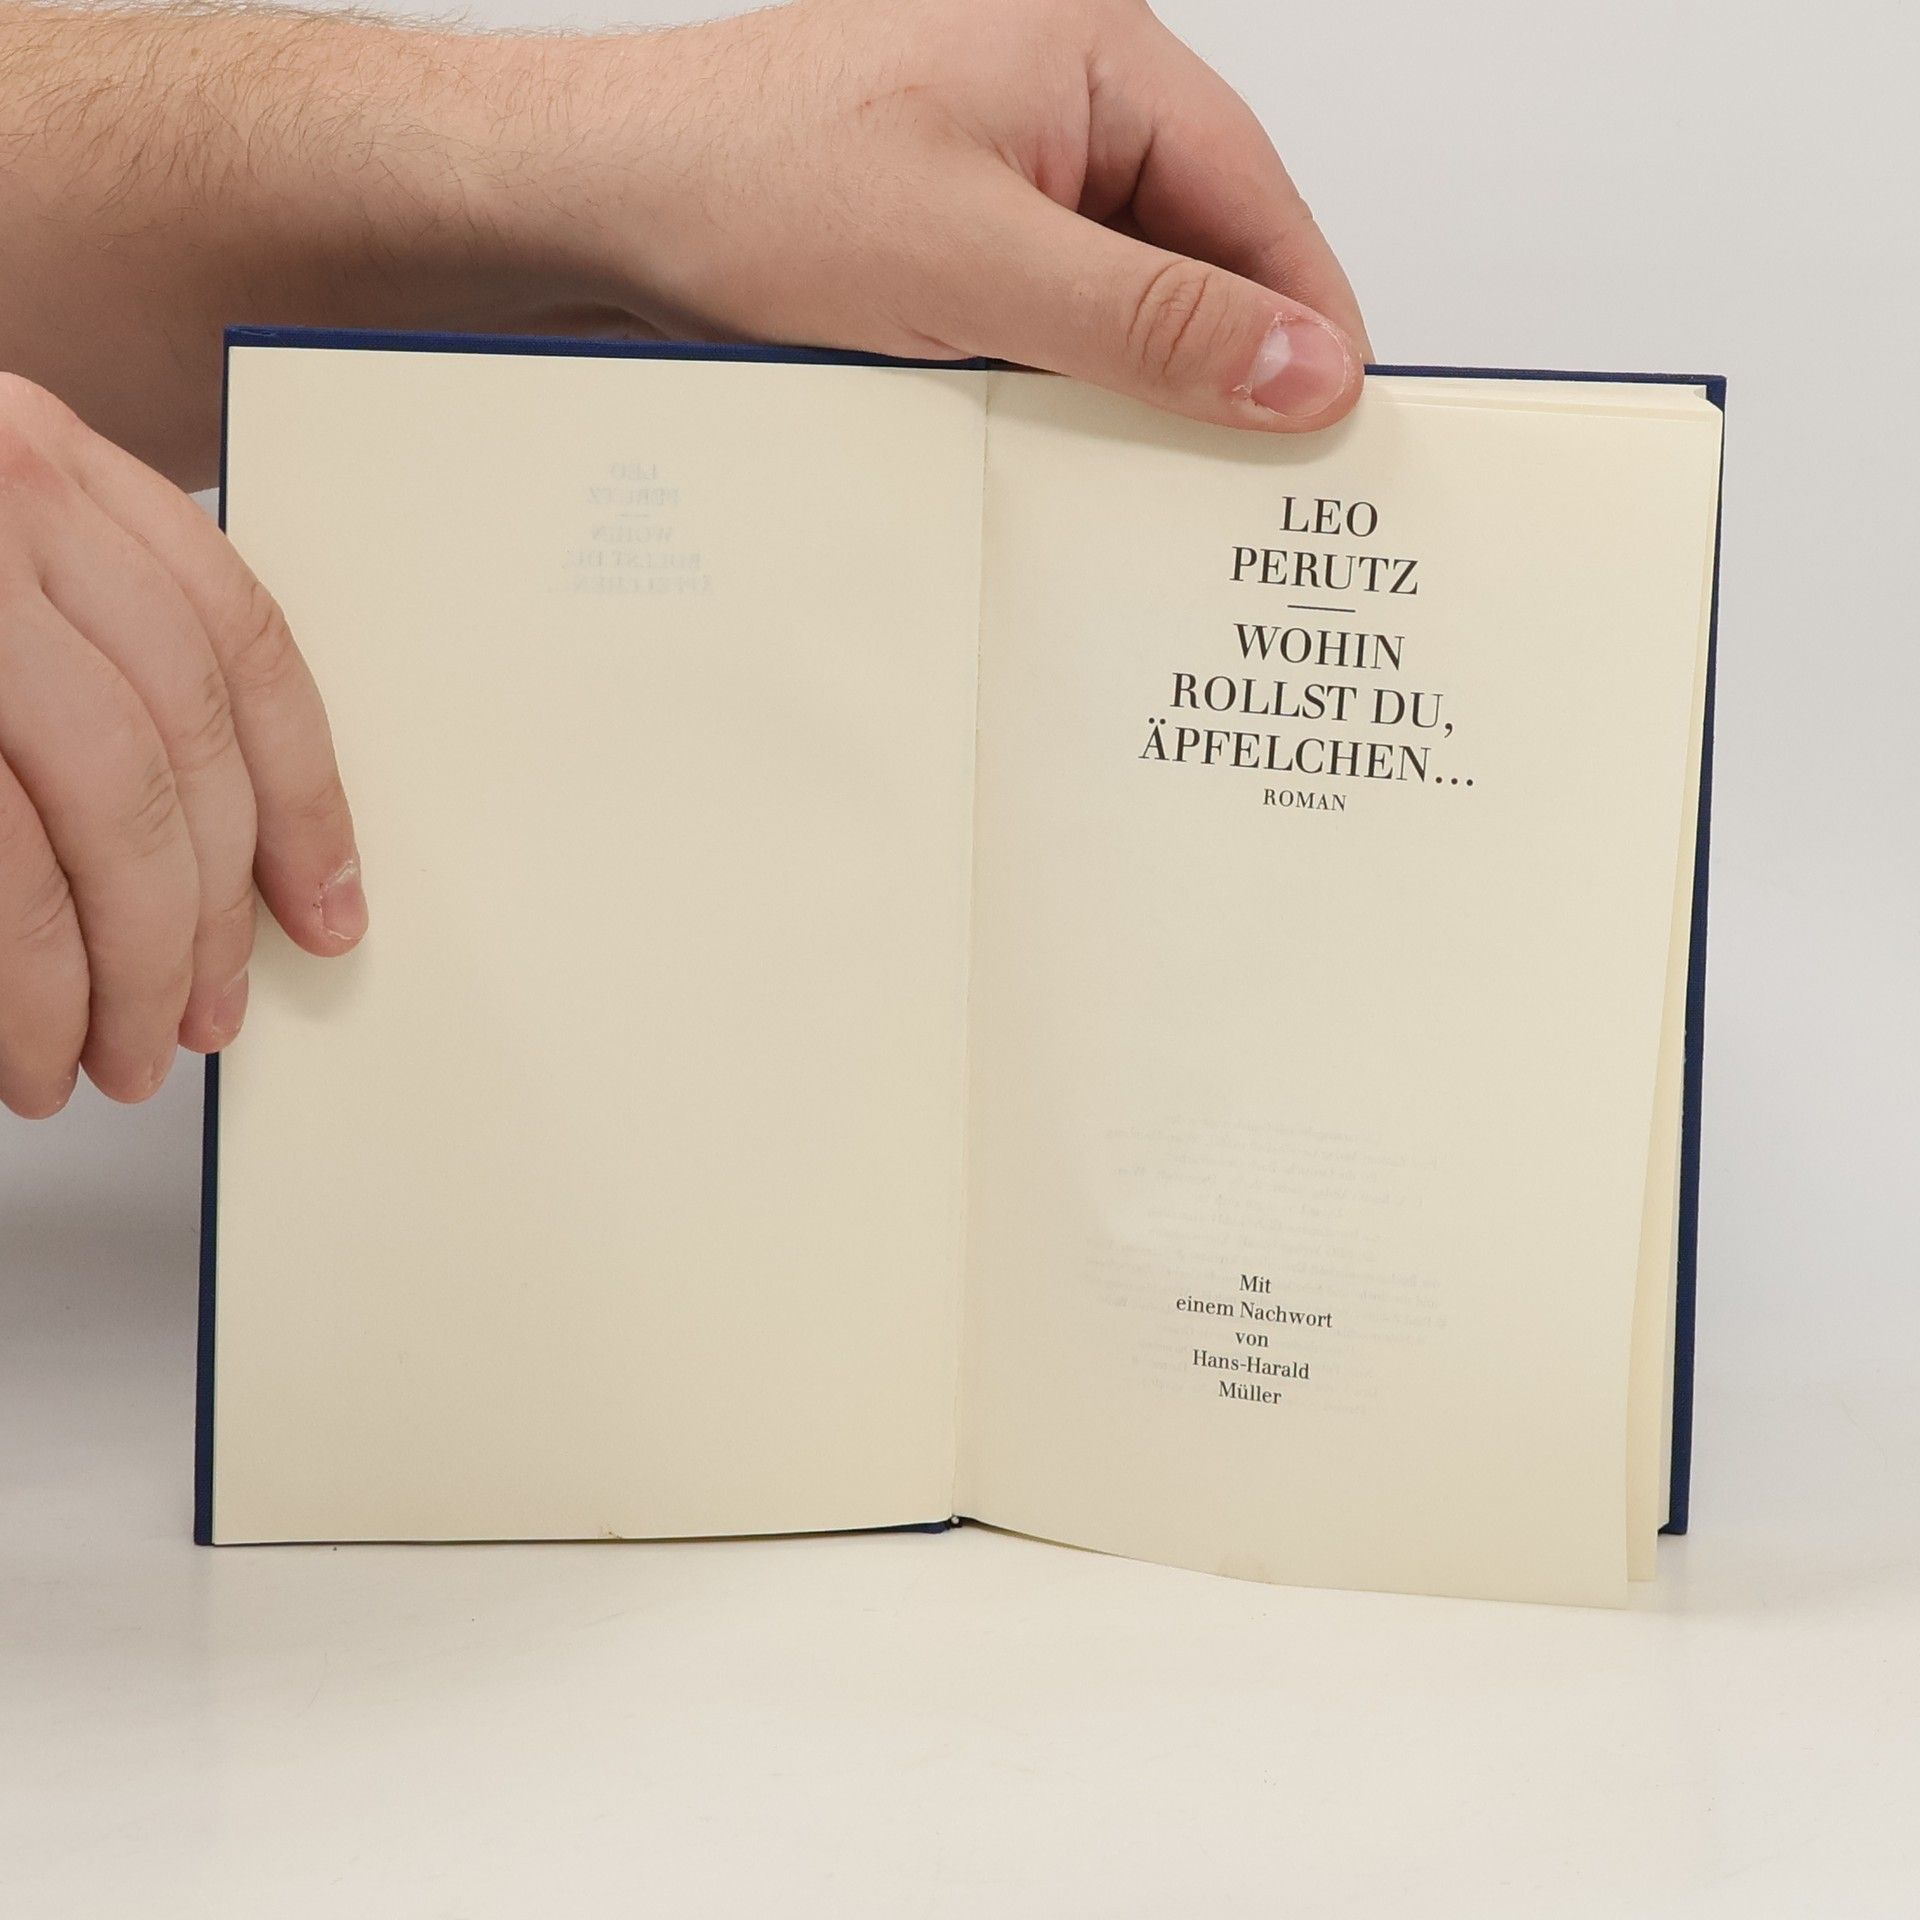 LEO
PERUTZ
WOHIN
ROLLST DU,
ÄPFELCHEN...
ROMAN
Mit
einem Nachwort
von
Hans-Harald
Müller